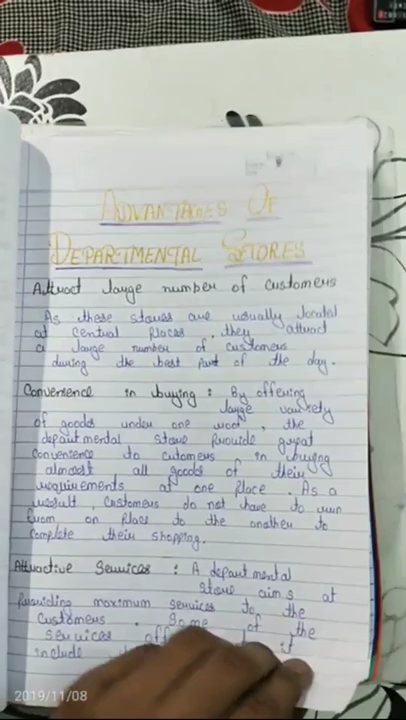 ADVANTAGES OF
DEPARTMENTAL STORES
Attract large number of customers
As these stores are usually located
at central places, they attract
a large number of customers
during the best part of the day.
Convenience in buying : By offering
large variety
of goods under one roof, the
departmental store provide great
convenience to cutomers in buying
almost all goods of their
requirements at one place. As a
result, customers do not have to run
from on place to the another to
complete their shopping.
Attractive Services : A departmental
store aims at
providing maximum services to the
customers. Some of the
services it
include
2019/11/08